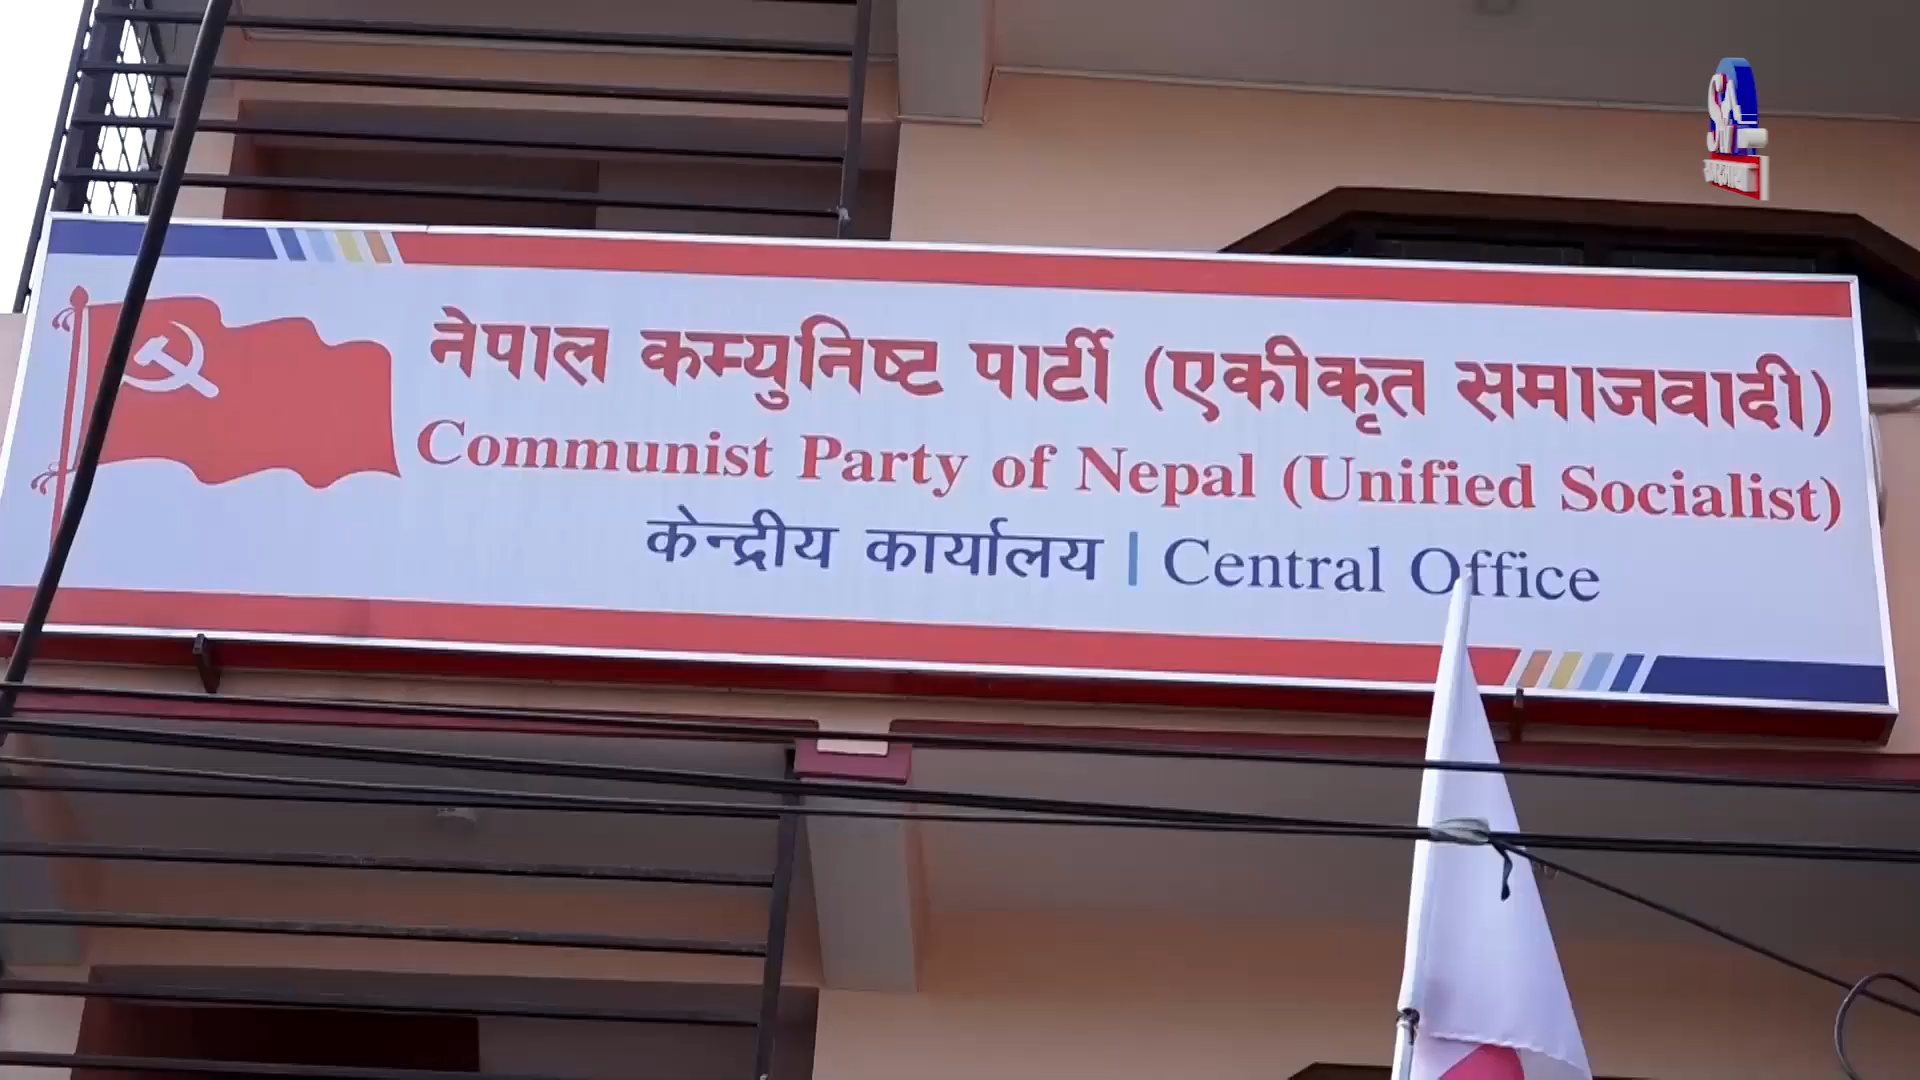 नेपाल कम्युनिष्ट पार्टी (एकीकृत समाजवादी)
Communist Party of Nepal (Unified Socialist)
केन्द्रीय कार्यालय | Central Office